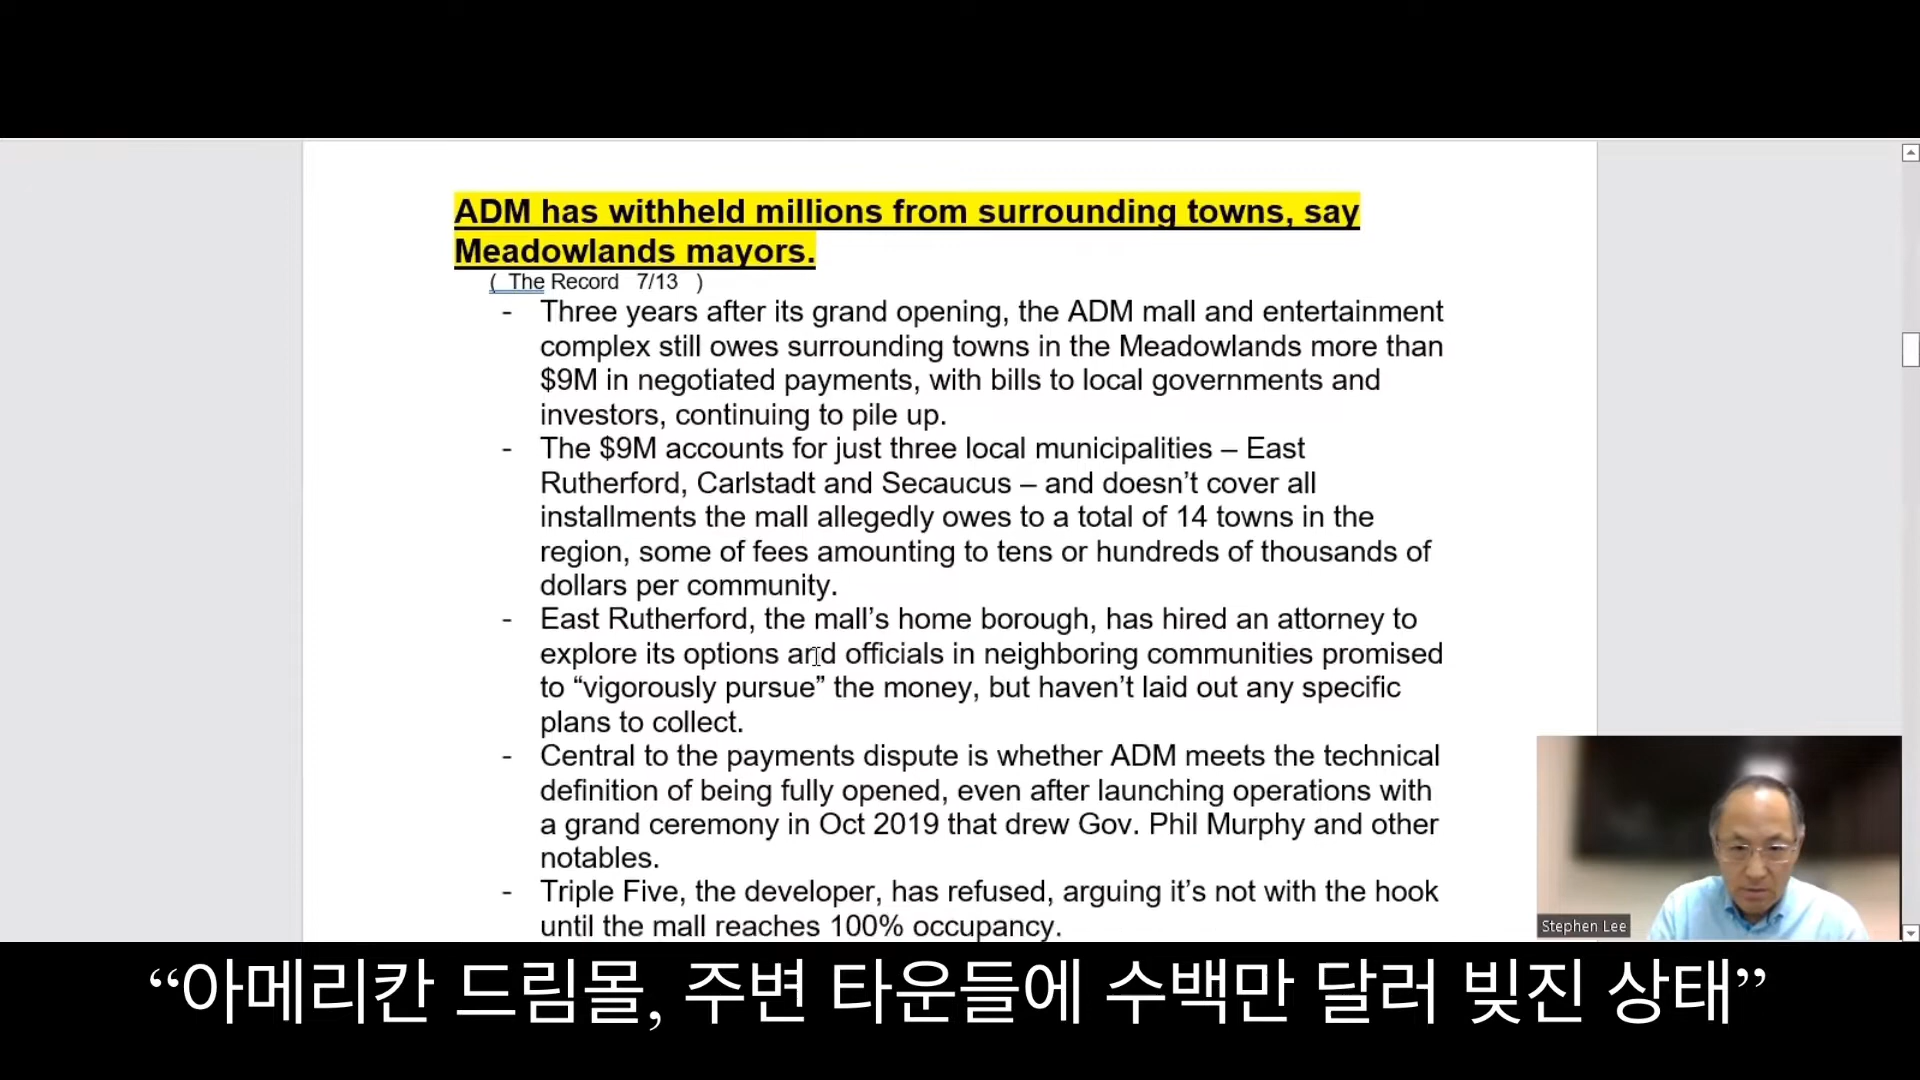 ADM has withheld millions from surrounding towns, say
Meadowlands mayors.
( The Record 7/13 )
- Three years after its grand opening, the ADM mall and entertainment
complex still owes surrounding towns in the Meadowlands more than
$9M in negotiated payments, with bills to local governments and
investors, continuing to pile up.
- The $9M accounts for just three local municipalities – East
Rutherford, Carlstadt and Secaucus – and doesn’t cover all
installments the mall allegedly owes to a total of 14 towns in the
region, some of fees amounting to tens or hundreds of thousands of
dollars per community.
- East Rutherford, the mall’s home borough, has hired an attorney to
explore its options and officials in neighboring communities promised
to “vigorously pursue” the money, but haven’t laid out any specific
plans to collect.
- Central to the payments dispute is whether ADM meets the technical
definition of being fully opened, even after launching operations with
a grand ceremony in Oct 2019 that drew Gov. Phil Murphy and other
notables.
- Triple Five, the developer, has refused, arguing it’s not with the hook
until the mall reaches 100% occupancy.
Stephen Lee
“아메리칸 드림몰, 주변 타운들에 수백만 달러 빚진 상태”